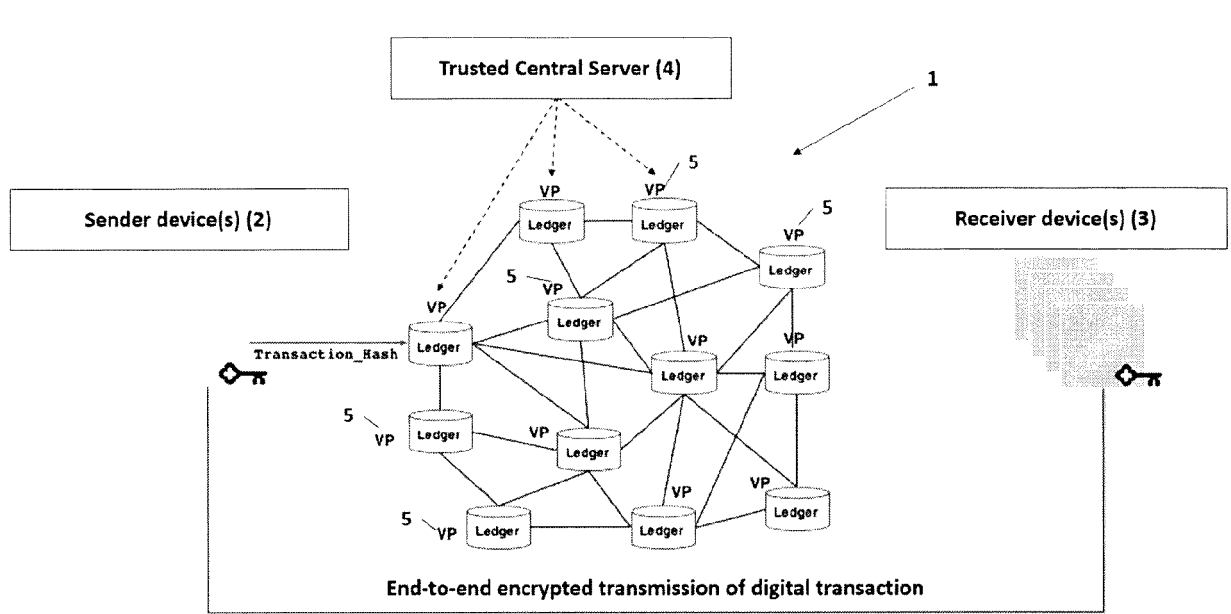 Trusted Central Server (4)
1
5
VP
VP
5
Sender device(s) (2)
Ledger
Ledger
VP
Receiver device(s) (3)
5
VP
Ledger
VP
Ledger
Transaction_Hash
Ledger
VP
VP
Ledger
Ledger
5
VP
Ledger
VP
Ledger
VP
VP
5
VP
Ledger
Ledger
Ledger
End-to-end encrypted transmission of digital transaction